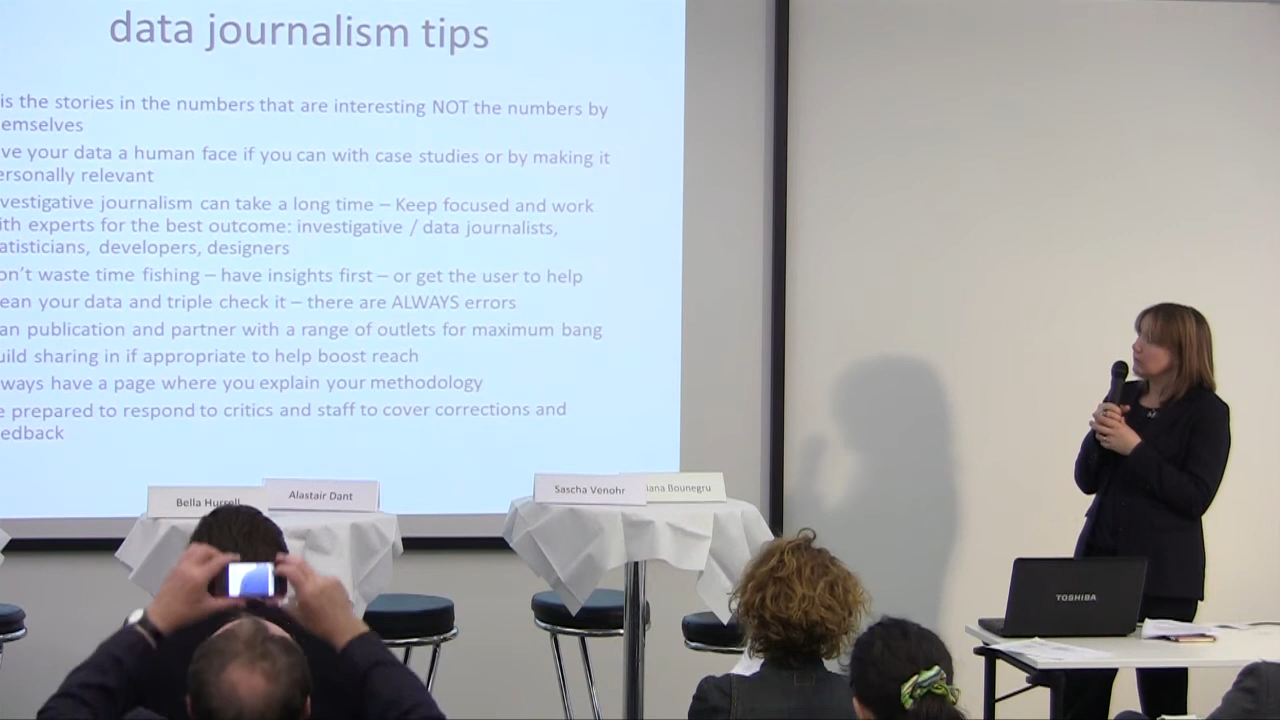 data journalism tips
is the stories in the numbers that are interesting NOT the numbers by
emselves
ve your data a human face if you can with case studies or by making it
ersonally relevant
vestigative journalism can take a long time – Keep focused and work
ith experts for the best outcome: investigative / data journalists,
atisticians, developers, designers
on't waste time fishing – have insights first – or get the user to help
ean your data and triple check it – there are ALWAYS errors
an publication and partner with a range of outlets for maximum bang
uild sharing in if appropriate to help boost reach
ways have a page where you explain your methodology
e prepared to respond to critics and staff to cover corrections and
edback
Bella Hurrell
Alastair Dant
Sascha Venohr
iana Bounegru
TOSHIBA